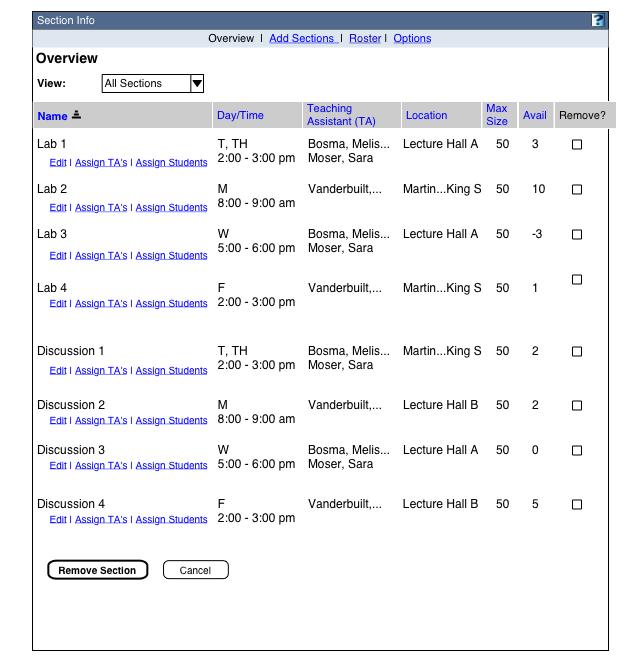 Section Info ?
Overview | Add Sections | Roster | Options
Overview
View: All Sections
Name Day/Time Teaching Assistant (TA) Location Max Size Avail Remove?
Lab 1 T, TH Bosma, Melis... Lecture Hall A 50 3
2:00 - 3:00 pm Moser, Sara
Edit | Assign TA's | Assign Students
Lab 2 M Vanderbuilt,... Martin...King S 50 10
8:00 - 9:00 am
Edit | Assign TA's | Assign Students
Lab 3 W Bosma, Melis... Lecture Hall A 50 -3
5:00 - 6:00 pm Moser, Sara
Edit | Assign TA's | Assign Students
Lab 4 F Vanderbuilt,... Martin...King S 50 1
2:00 - 3:00 pm
Edit | Assign TA's | Assign Students
Discussion 1 T, TH Bosma, Melis... Martin...King S 50 2
2:00 - 3:00 pm Moser, Sara
Edit | Assign TA's | Assign Students
Discussion 2 M Vanderbuilt,... Lecture Hall B 50 2
8:00 - 9:00 am
Edit | Assign TA's | Assign Students
Discussion 3 W Bosma, Melis... Lecture Hall A 50 0
5:00 - 6:00 pm Moser, Sara
Edit | Assign TA's | Assign Students
Discussion 4 F Vanderbuilt,... Lecture Hall B 50 5
2:00 - 3:00 pm
Edit | Assign TA's | Assign Students
Remove Section Cancel